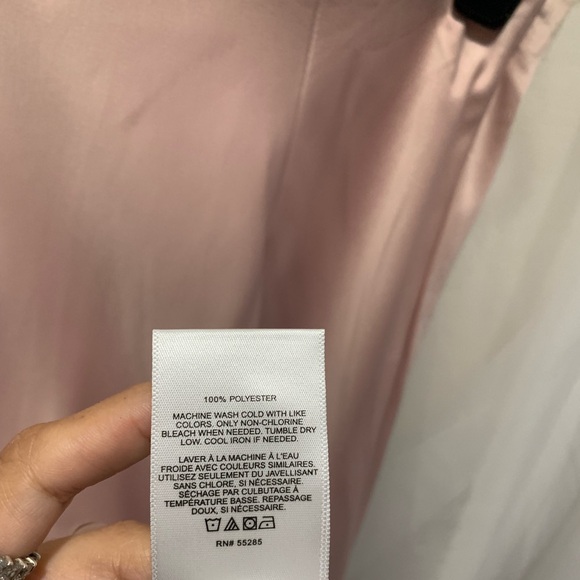 100% POLYESTER
MACHINE WASH COLD WITH LIKE
COLORS. ONLY NON-CHLORINE
BLEACH WHEN NEEDED. TUMBLE DRY
LOW. COOL IRON IF NEEDED.
LAVER À LA MACHINE À L'EAU
FROIDE AVEC COULEURS SIMILAIRES.
UTILISEZ SEULEMENT DU JAVELLISANT
SANS CHLORE, SI NÉCESSAIRE.
SÉCHAGE PAR CULBUTAGE À
TEMPÉRATURE BASSE. REPASSAGE
DOUX, SI NÉCESSAIRE.
RN# 55285